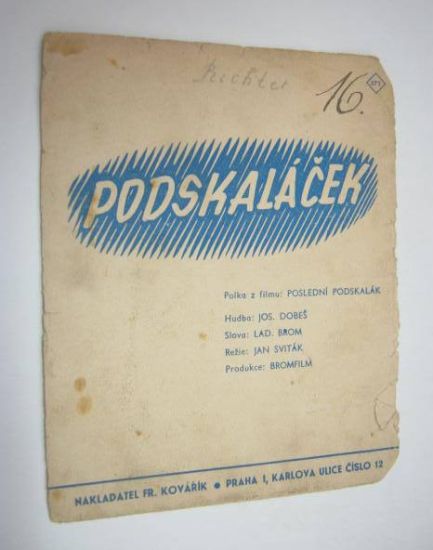 Richter
16.
PODSKALÁČEK
Polka z filmu: POSLEDNÍ PODSKALÁK
Hudba: JOS. DOBEŠ
Slova: LAD. BROM
Režie: JAN SVITÁK
Produkce: BROMFILM
NAKLADATEL FR. KOVÁŘÍK ● PRAHA I, KARLOVA ULICE ČÍSLO 12